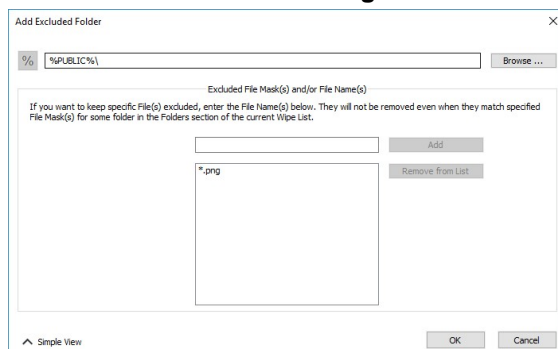 Add Excluded Folder
% %PUBLIC%\ Browse ...
Excluded File Mask(s) and/or File Name(s)
If you want to keep specific File(s) excluded, enter the File Name(s) below. They will not be removed even when they match specified
File Mask(s) for some folder in the Folders section of the current Wipe List.
Add
*.png Remove from List
Simple View OK Cancel